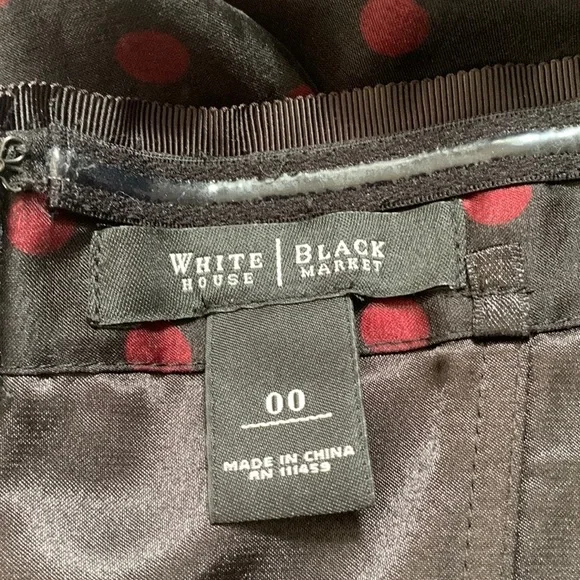 WHITE | BLACK
HOUSE | MARKET
00
MADE IN CHINA
RN 111459